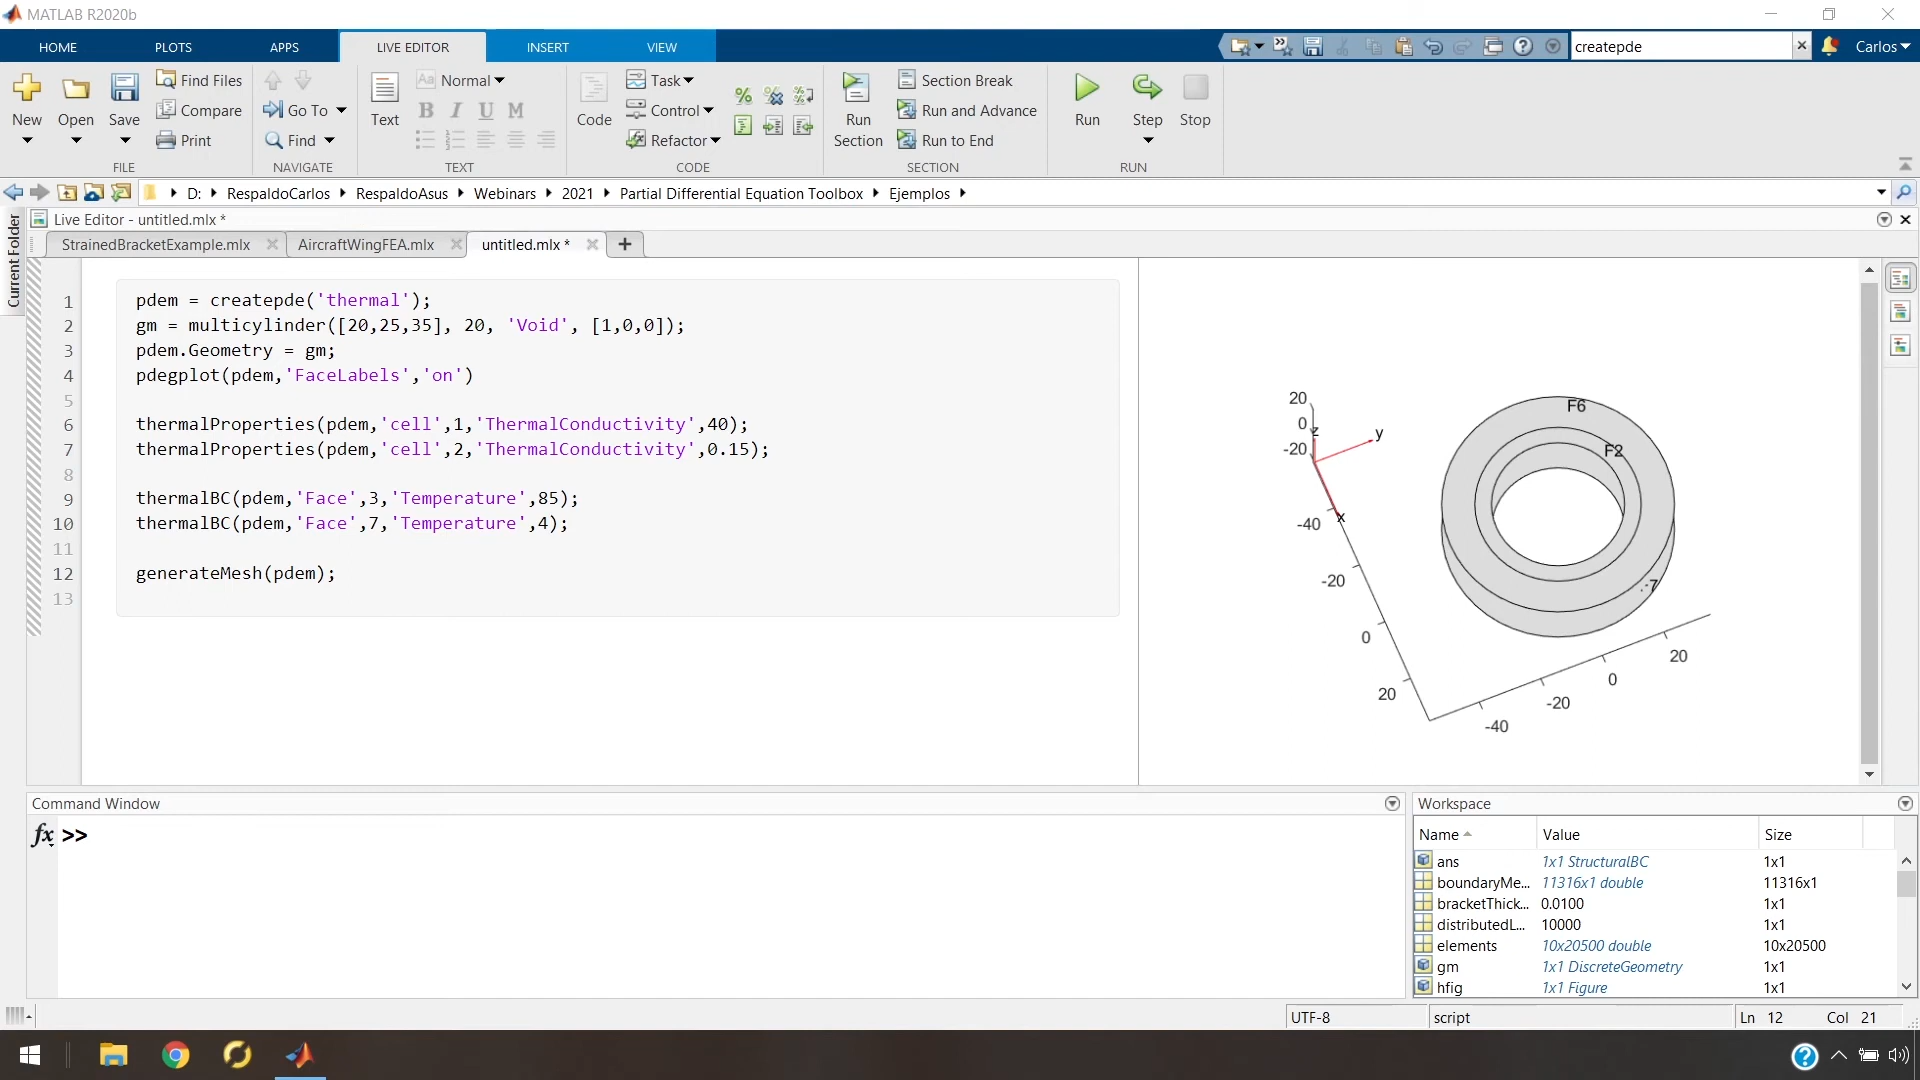 MATLAB R2020b
HOME PLOTS APPS LIVE EDITOR INSERT VIEW
createpde
Carlos
New
Open
Save
Find Files
Compare
Print
FILE
Go To
Find
NAVIGATE
Text
Aa Normal
B I U M
TEXT
Code
Task
Control
Refactor
CODE
Run Section
Section Break
Run and Advance
Run to End
SECTION
Run
Step
Stop
RUN
D: RespaldoCarlos RespaldoAsus Webinars 2021 Partial Differential Equation Toolbox Ejemplos
Current Folder
Live Editor - untitled.mlx *
StrainedBracketExample.mlx AircraftWingFEA.mlx untitled.mlx *
1 pdem = createpde('thermal');
2 gm = multicylinder([20,25,35], 20, 'Void', [1,0,0]);
3 pdem.Geometry = gm;
4 pdegplot(pdem,'FaceLabels','on')
5
6 thermalProperties(pdem,'cell',1,'ThermalConductivity',40);
7 thermalProperties(pdem,'cell',2,'ThermalConductivity',0.15);
8
9 thermalBC(pdem,'Face',3,'Temperature',85);
10 thermalBC(pdem,'Face',7,'Temperature',4);
11
12 generateMesh(pdem);
13
20
0
-20
z
y
x
-40
-20
0
20
-40
-20
0
20
F6
F2
7
Command Window
fx >>
Workspace
Name Value Size
ans 1x1 StructuralBC 1x1
boundaryMe... 11316x1 double 11316x1
bracketThick... 0.0100 1x1
distributedL... 10000 1x1
elements 10x20500 double 10x20500
gm 1x1 DiscreteGeometry 1x1
hfig 1x1 Figure 1x1
UTF-8 script Ln 12 Col 21